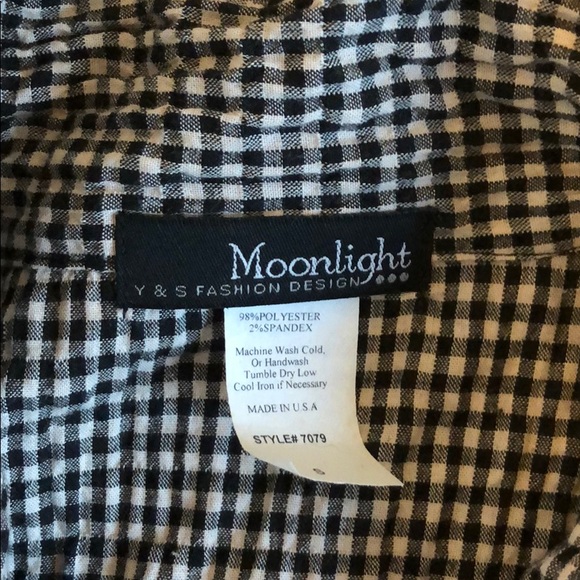 Moonlight
Y & S FASHION DESIGN
98%POLYESTER
2%SPANDEX
Machine Wash Cold,
Or Handwash
Tumble Dry Low
Cool Iron if Necessary
MADE IN U.S.A
STYLE# 7079
S